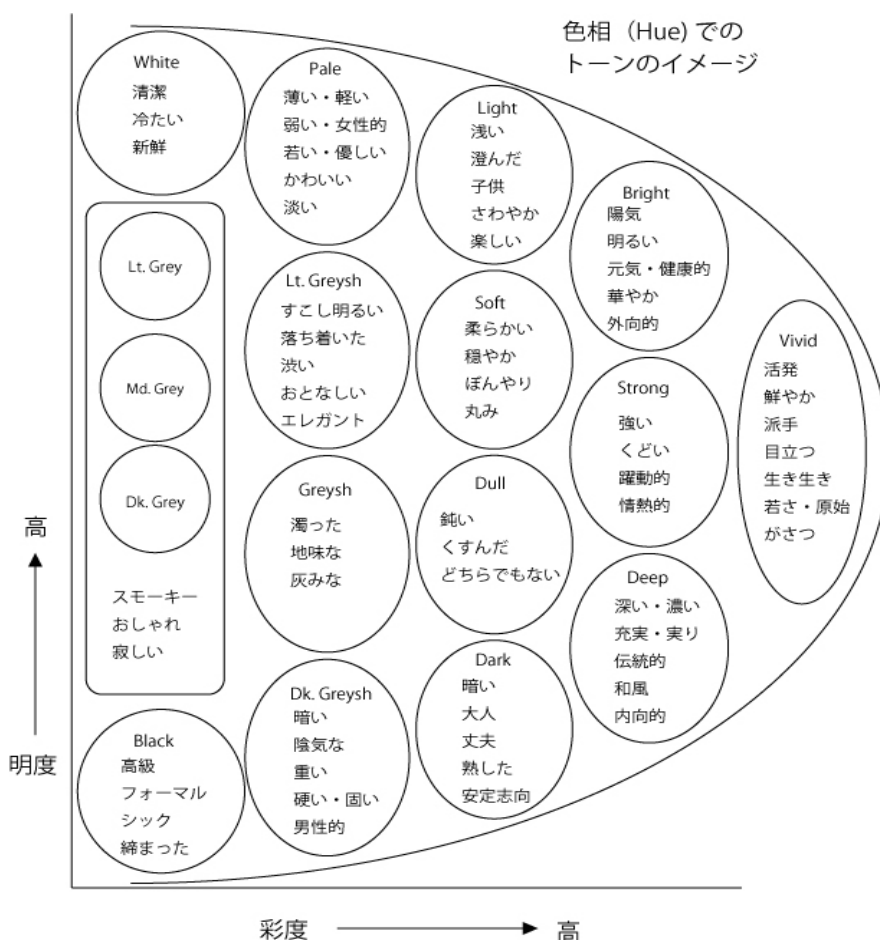 色相（Hue) での
トーンのイメージ
White
清潔
冷たい
新鮮
Pale
薄い・軽い
弱い・女性的
若い・優しい
かわいい
淡い
Light
浅い
澄んだ
子供
さわやか
楽しい
Bright
陽気
明るい
元気・健康的
華やか
外向的
Vivid
活発
鮮やか
派手
目立つ
生き生き
若さ・原始
がさつ
Lt. Grey
Md. Grey
Dk. Grey
スモーキー
おしゃれ
寂しい
Lt. Greysh
すこし明るい
落ち着いた
渋い
おとなしい
エレガント
Soft
柔らかい
穏やか
ぼんやり
丸み
Strong
強い
くどい
躍動的
情熱的
Greysh
濁った
地味な
灰みな
Dull
鈍い
くすんだ
どちらでもない
Deep
深い・濃い
充実・実り
伝統的
和風
内向的
Black
高級
フォーマル
シック
締まった
Dk. Greysh
暗い
陰気な
重い
硬い・固い
男性的
Dark
暗い
大人
丈夫
熟した
安定志向
高
明度
彩度
高